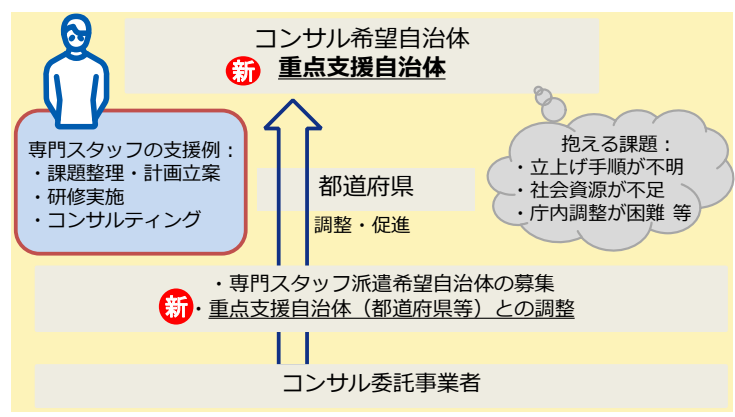 コンサル希望自治体
新 重点支援自治体
専門スタッフの支援例：
・課題整理・計画立案
・研修実施
・コンサルティング
抱える課題：
・立上げ手順が不明
・社会資源が不足
・庁内調整が困難 等
都道府県
調整・促進
・専門スタッフ派遣希望自治体の募集
新・重点支援自治体（都道府県等）との調整
コンサル委託事業者